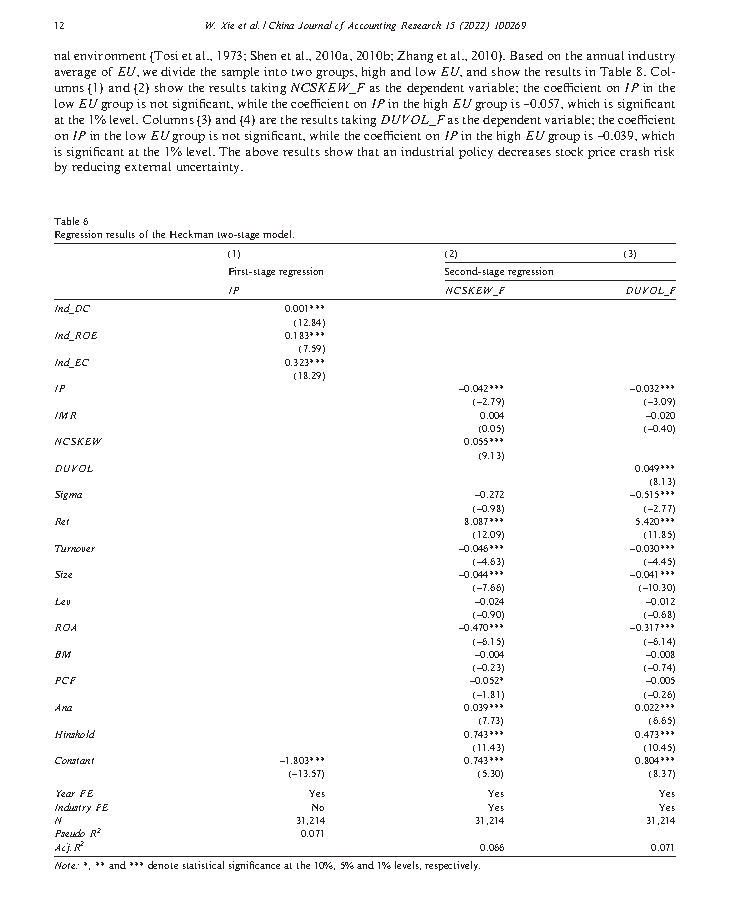 12
W. Xie et al. / China Journal of Accounting Research 15 (2022) 100269
nal environment (Tosi et al., 1973; Shen et al., 2010a, 2010b; Zhang et al., 2010). Based on the annual industry
average of EU, we divide the sample into two groups, high and low EU, and show the results in Table 8. Col-
umns (1) and (2) show the results taking NCSKEW_F as the dependent variable; the coefficient on IP in the
low EU group is not significant, while the coefficient on IP in the high EU group is –0.057, which is significant
at the 1% level. Columns (3) and (4) are the results taking DUVOL_F as the dependent variable; the coefficient
on IP in the low EU group is not significant, while the coefficient on IP in the high EU group is –0.039, which
is significant at the 1% level. The above results show that an industrial policy decreases stock price crash risk
by reducing external uncertainty.
Table 6
Regression results of the Heckman two-stage model.
(1) (2) (3)
First-stage regression Second-stage regression
IP NCSKEW_F DUVOL_F
Ind_DC 0.001***
(12.84)
Ind_ROE 0.183***
(7.59)
Ind_EC 0.323***
(18.29)
IP –0.042*** –0.032***
(–2.79) (–3.09)
IMR 0.004 –0.020
(0.05) (–0.40)
NCSKEW 0.055***
(9.13)
DUVOL 0.049***
(8.13)
Sigma –0.272 –0.515***
(–0.98) (–2.77)
Ret 8.087*** 5.420***
(12.09) (11.85)
Turnover –0.046*** –0.030***
(–4.63) (–4.45)
Size –0.044*** –0.041***
(–7.66) (–10.30)
Lev –0.024 –0.012
(–0.90) (–0.68)
ROA –0.470*** –0.317***
(–6.15) (–6.14)
BM –0.004 –0.008
(–0.23) (–0.74)
PCF –0.052* –0.005
(–1.81) (–0.26)
Ana 0.039*** 0.022***
(7.73) (6.65)
Hinshold 0.743*** 0.473***
(11.43) (10.45)
Constant –1.803*** 0.743*** 0.804***
(–13.57) (5.30) (8.37)
Year FE Yes Yes Yes
Industry FE No Yes Yes
N 31,214 31,214 31,214
Pseudo R² 0.071
Adj.R² 0.066 0.071
Note: *, ** and *** denote statistical significance at the 10%, 5% and 1% levels, respectively.